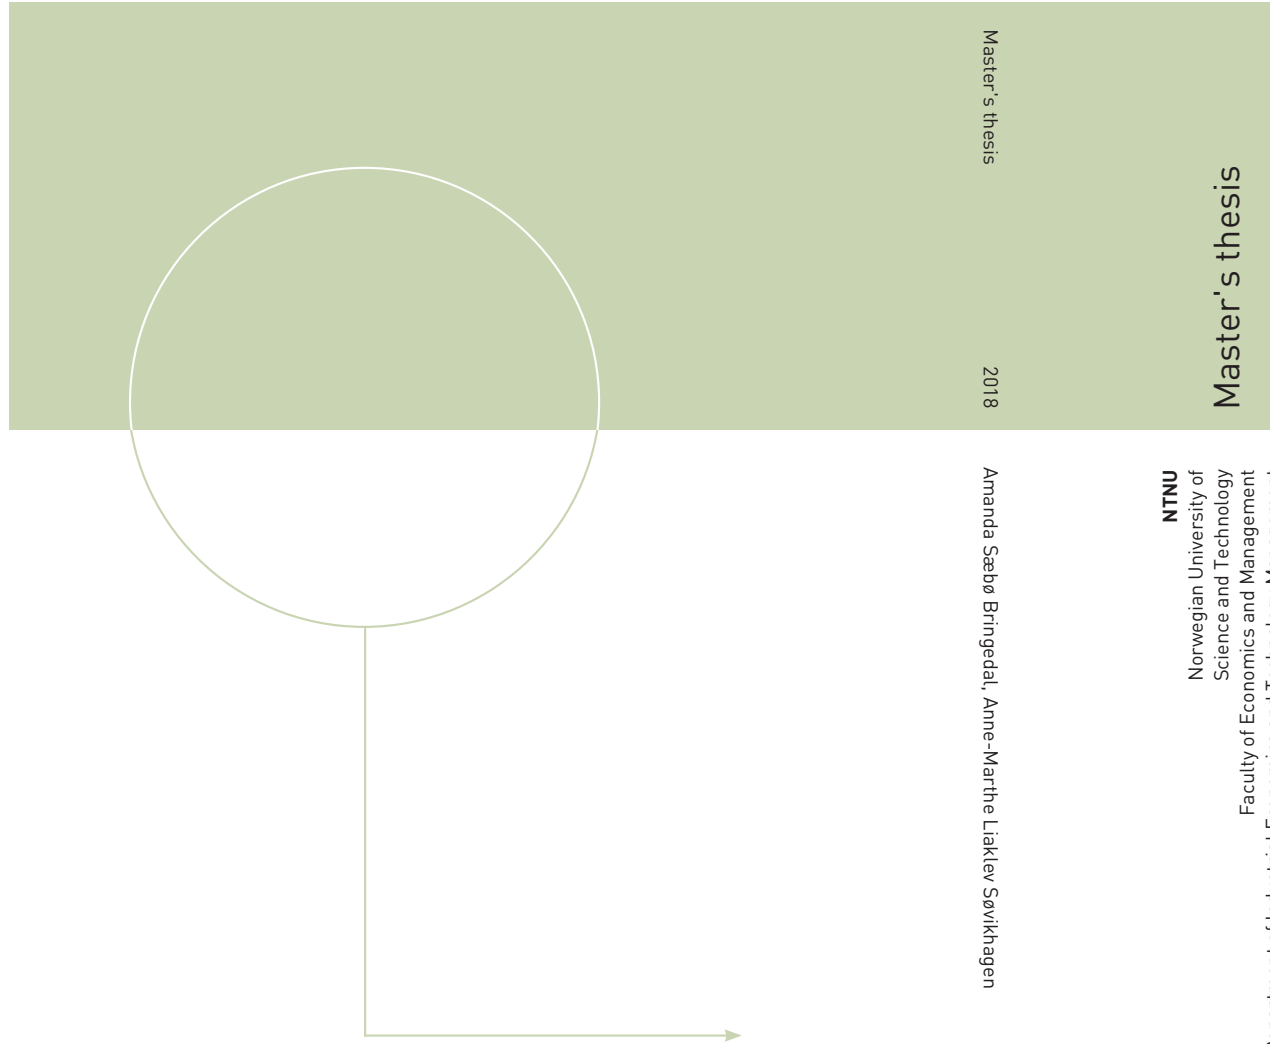 Master's thesis
2018
Amanda Sæbø Bringedal, Anne-Marthe Liaklev Søvikhagen
Master's thesis
NTNU
Norwegian University of
Science and Technology
Faculty of Economics and Management